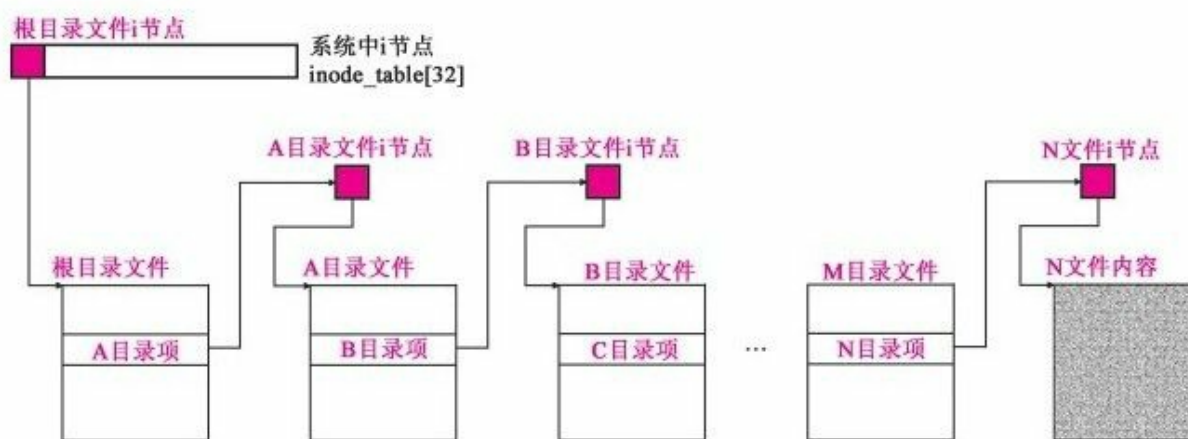 根目录文件i节点
系统中i节点
inode_table[32]
A目录文件i节点
B目录文件i节点
N文件i节点
根目录文件
A目录文件
B目录文件
M目录文件
N文件内容
A目录项
B目录项
C目录项
...
N目录项